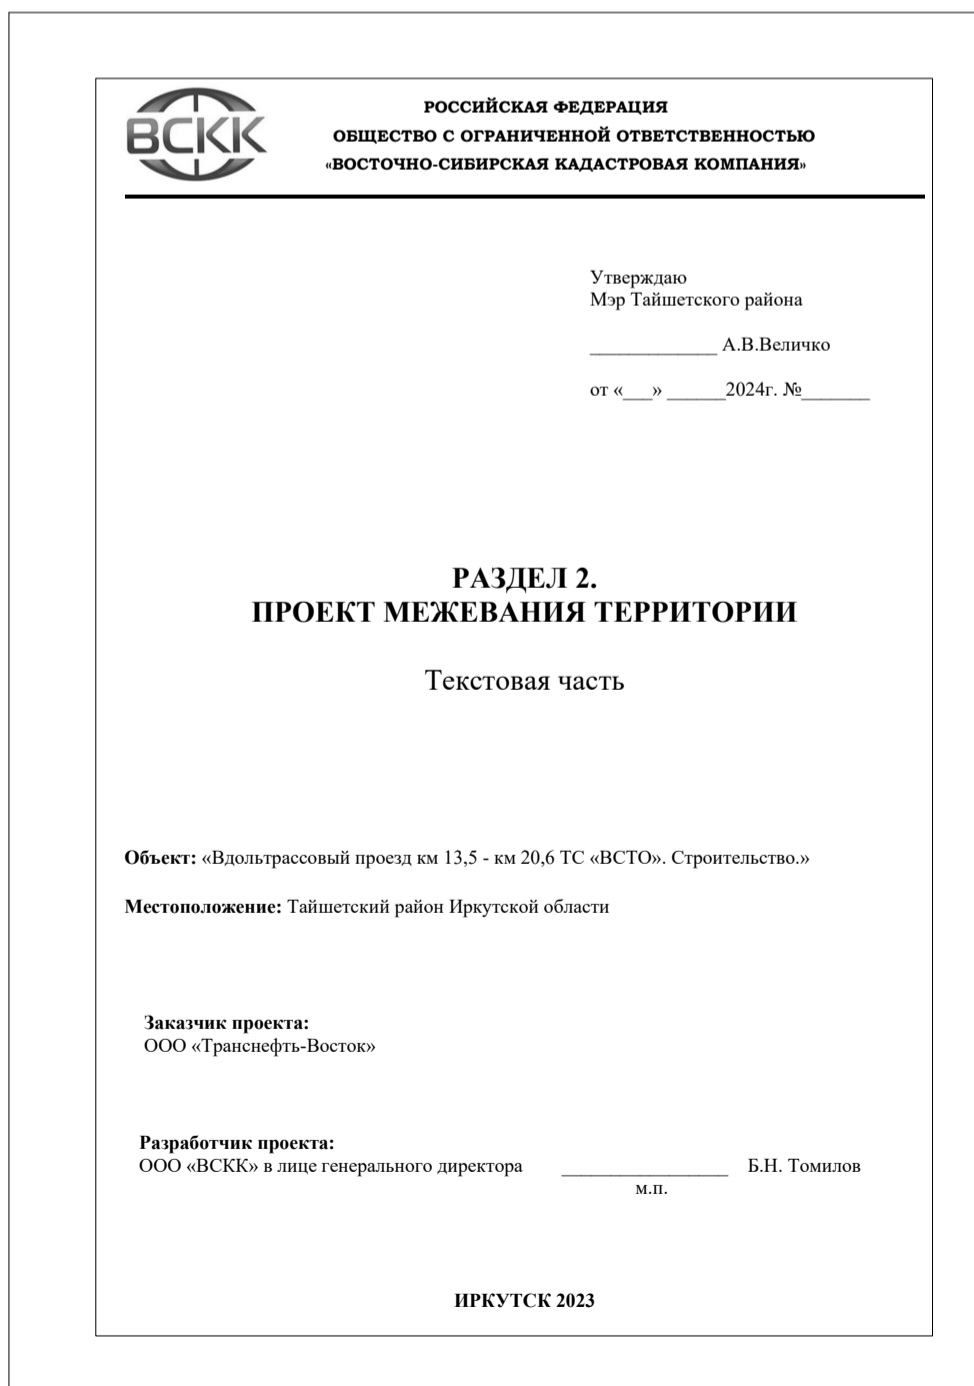 ВСКК
РОССИЙСКАЯ ФЕДЕРАЦИЯ
ОБЩЕСТВО С ОГРАНИЧЕННОЙ ОТВЕТСТВЕННОСТЬЮ
«ВОСТОЧНО-СИБИРСКАЯ КАДАСТРОВАЯ КОМПАНИЯ»
Утверждаю
Мэр Тайшетского района
_____________ А.В.Величко
от «___» ______2024г. №_______
РАЗДЕЛ 2.
ПРОЕКТ МЕЖЕВАНИЯ ТЕРРИТОРИИ
Текстовая часть
Объект: «Вдольтрассовый проезд км 13,5 - км 20,6 ТС «ВСТО». Строительство.»
Местоположение: Тайшетский район Иркутской области
Заказчик проекта:
ООО «Транснефть-Восток»
Разработчик проекта:
ООО «ВСКК» в лице генерального директора _________________ Б.Н. Томилов
м.п.
ИРКУТСК 2023